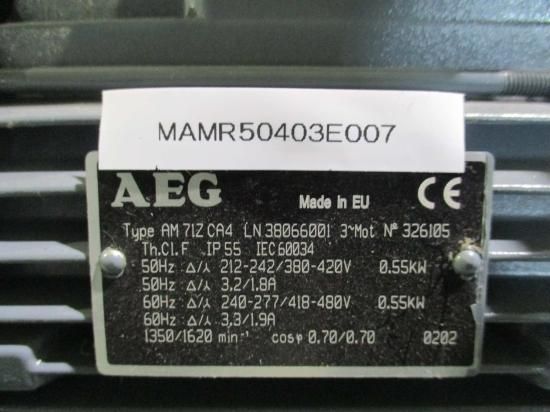 MAMR50403E007
AEG Made in EU CE
Type AM 71Z CA4 LN 38066001 3~Mot Nº 326105
Th.Cl.F IP 55 IEC60034
50Hz Δ/⅄ 212-242/380-420V 0.55KW
50Hz Δ/⅄ 3.2/1.8A
60Hz Δ/⅄ 240-277/418-480V 0.55KW
60Hz Δ/⅄ 3.3/1.9A
1350/1620 min⁻¹ cosφ 0.70/0.70 0202